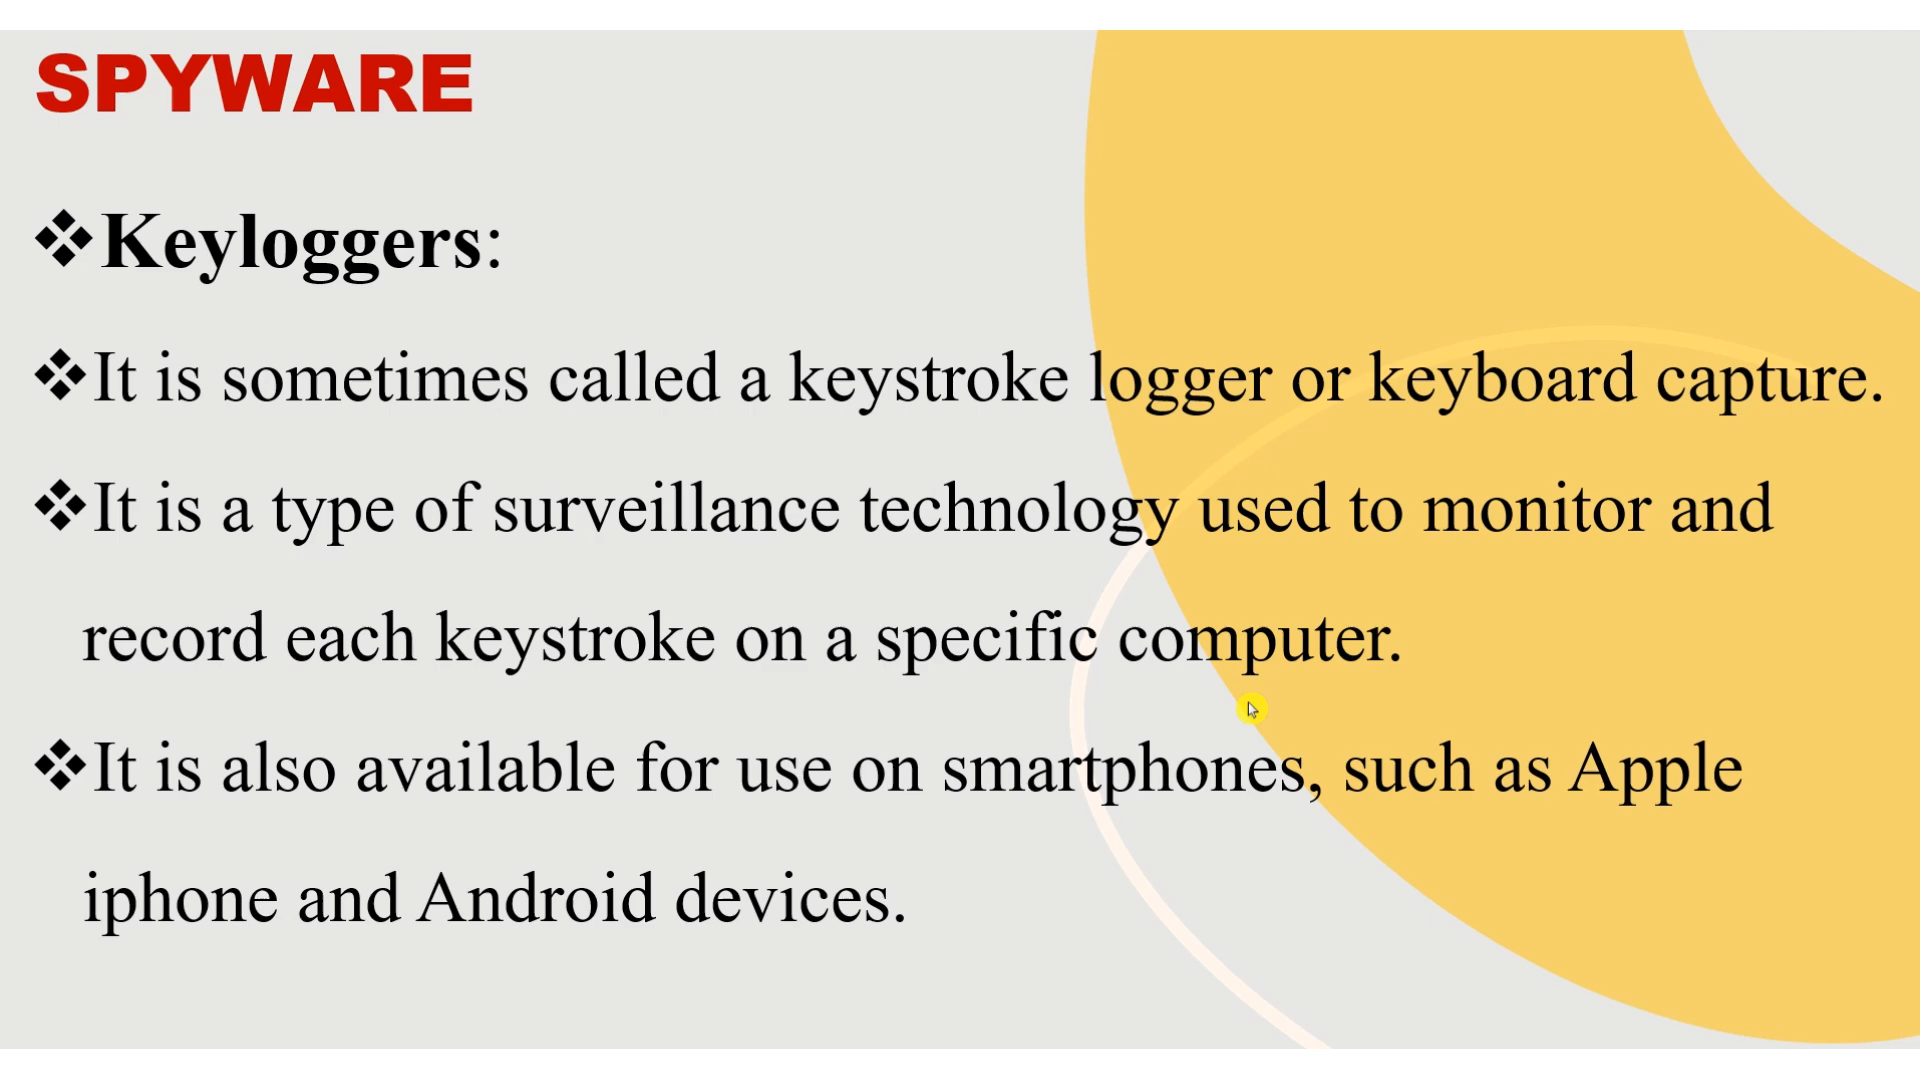 SPYWARE
❖Keyloggers:
❖It is sometimes called a keystroke logger or keyboard capture.
❖It is a type of surveillance technology used to monitor and
record each keystroke on a specific computer.
❖It is also available for use on smartphones, such as Apple
iphone and Android devices.